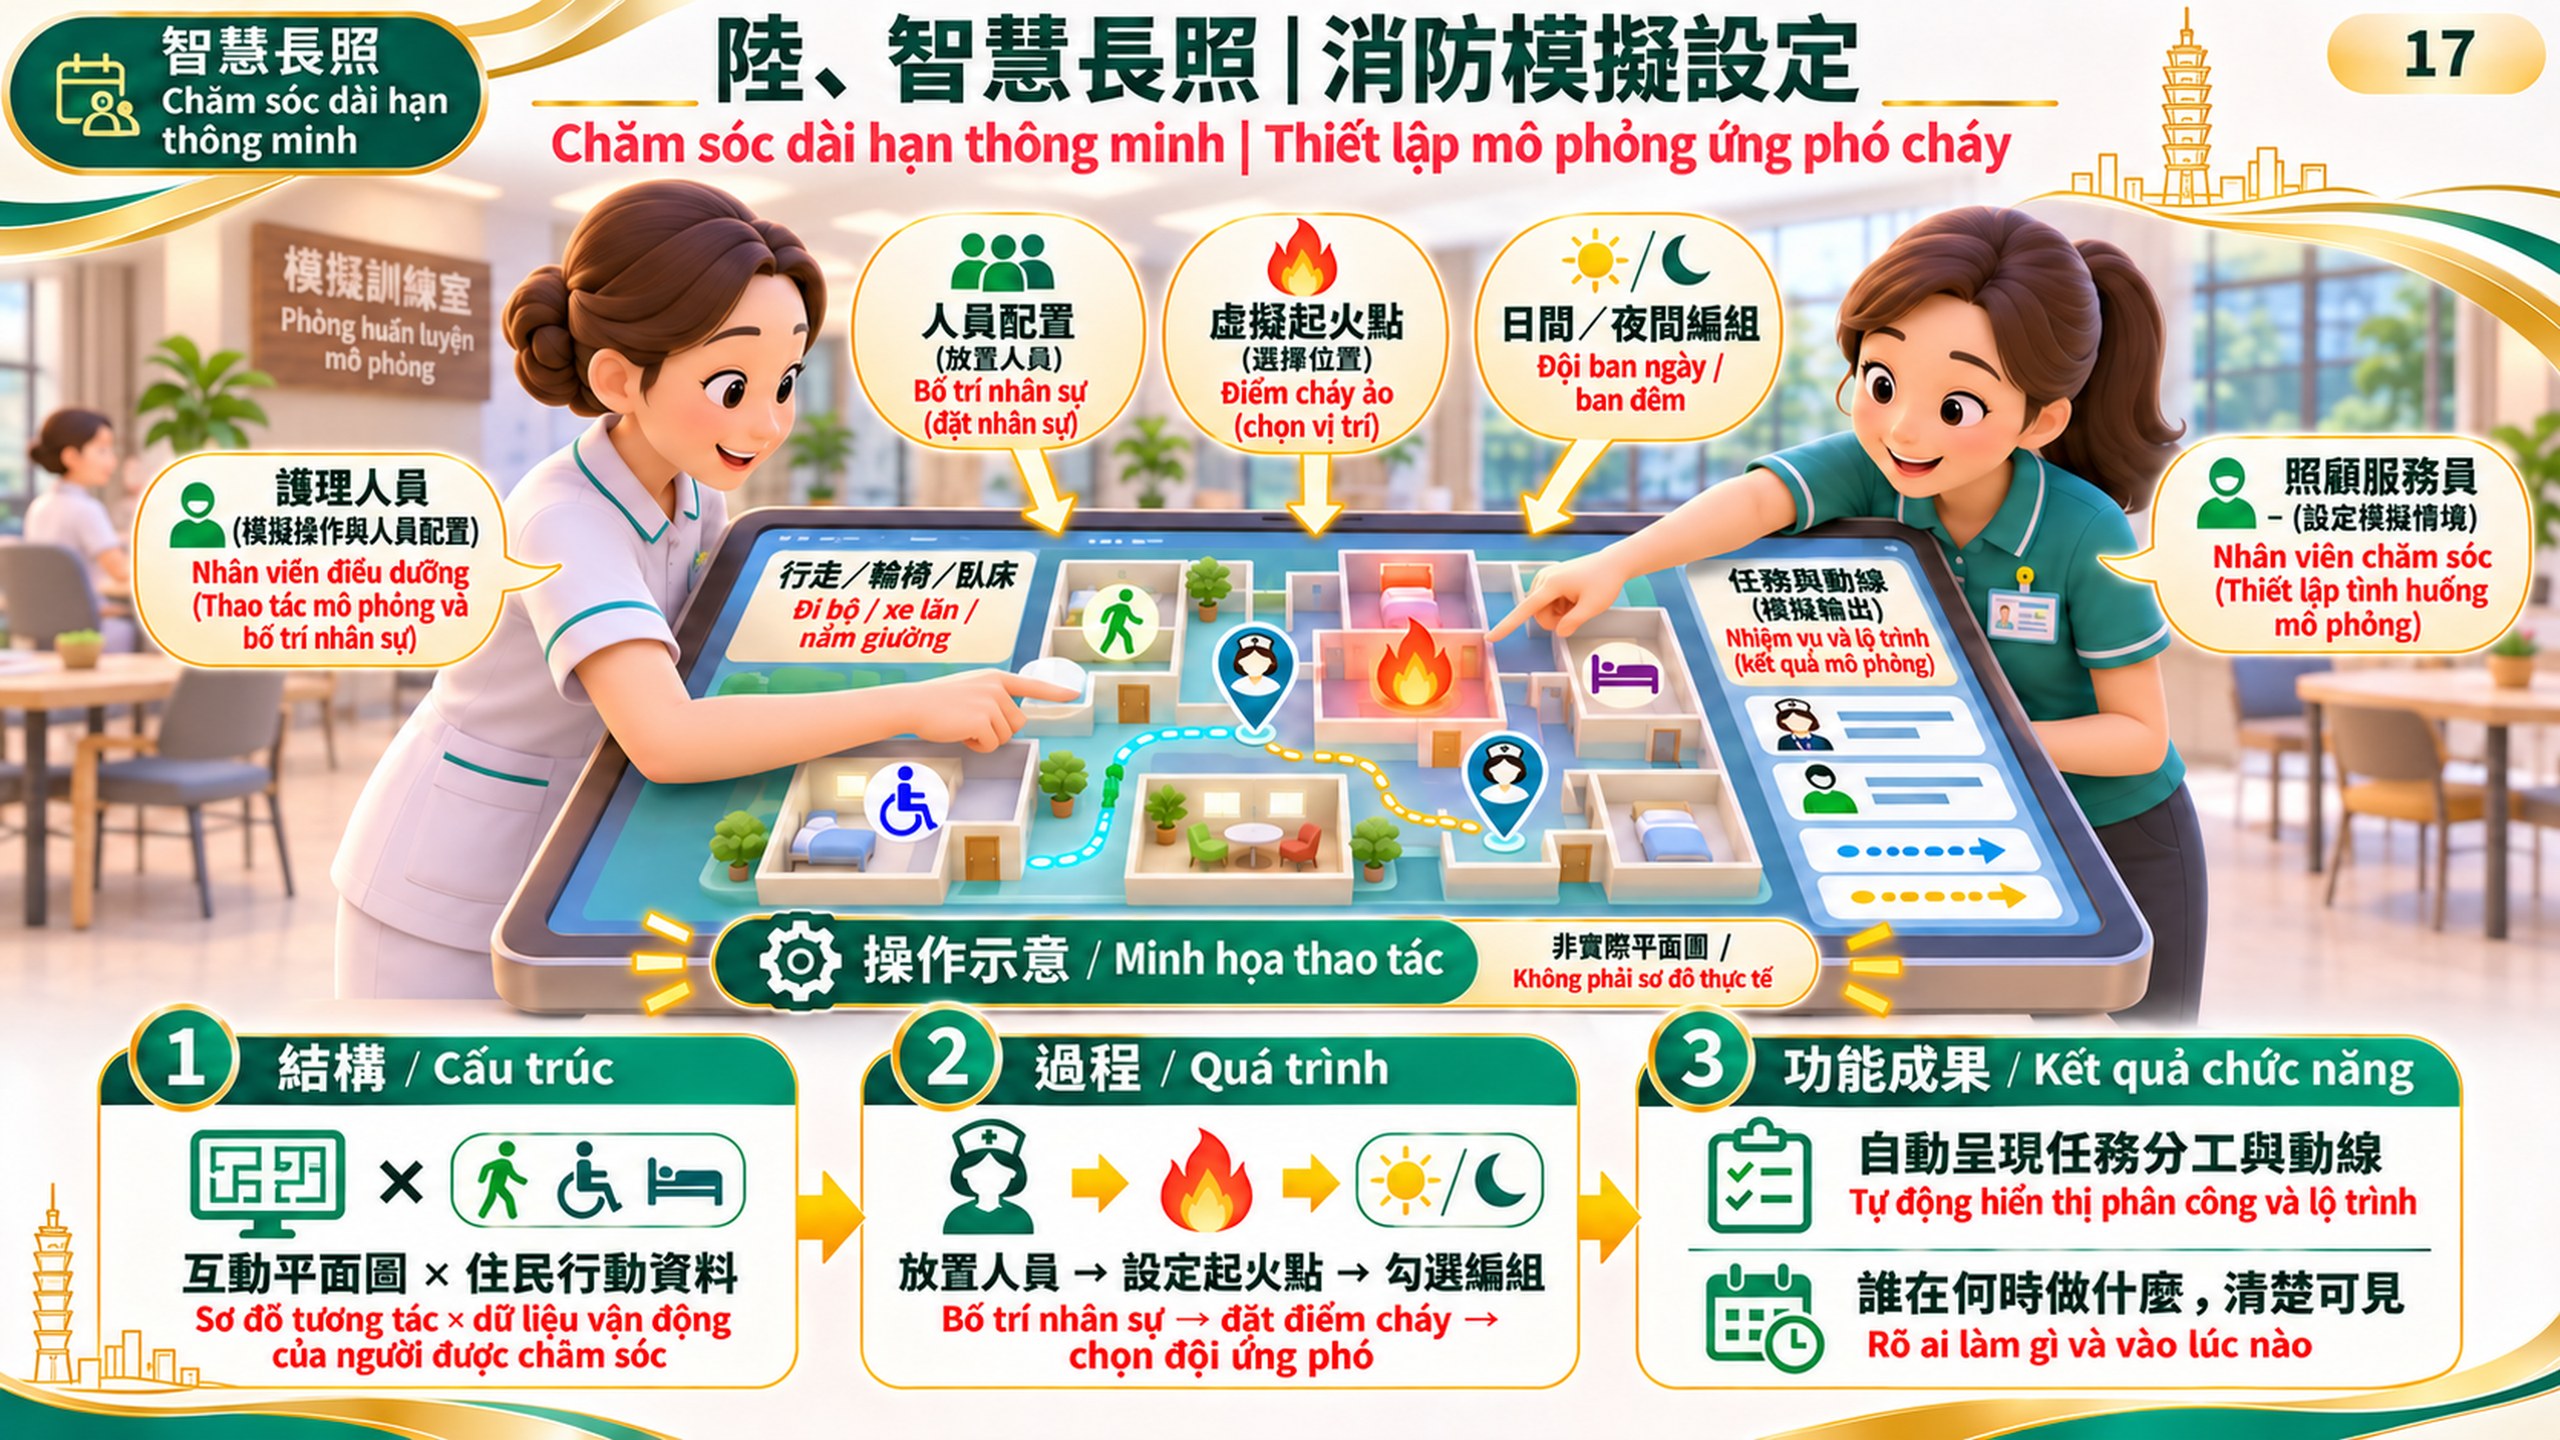 智慧長照
Chăm sóc dài hạn
thông minh
陸、智慧長照 | 消防模擬設定
Chăm sóc dài hạn thông minh | Thiết lập mô phỏng ứng phó cháy
17
模擬訓練室
Phòng huấn luyện
mô phỏng
人員配置
(放置人員)
Bố trí nhân sự
(đặt nhân sự)
虛擬起火點
(選擇位置)
Điểm cháy ảo
(chọn vị trí)
日間／夜間編組
Đội ban ngày /
ban đêm
護理人員
(模擬操作與人員配置)
Nhân viên điều dưỡng
(Thao tác mô phỏng và
bố trí nhân sự)
照顧服務員
– (設定模擬情境)
Nhân viên chăm sóc
(Thiết lập tình huống
mô phỏng)
行走／輪椅／臥床
Đi bộ / xe lăn /
nằm giường
任務與動線
(模擬輸出)
Nhiệm vụ và lộ trình
(kết quả mô phỏng)
操作示意 / Minh họa thao tác
非實際平面圖 /
Không phải sơ đồ thực tế
1 結構 / Cấu trúc
互動平面圖 × 住民行動資料
Sơ đồ tương tác × dữ liệu vận động
của người được chăm sóc
2 過程 / Quá trình
放置人員 → 設定起火點 → 勾選編組
Bố trí nhân sự → đặt điểm cháy →
chọn đội ứng phó
3 功能成果 / Kết quả chức năng
自動呈現任務分工與動線
Tự động hiển thị phân công và lộ trình
誰在何時做什麼，清楚可見
Rõ ai làm gì và vào lúc nào